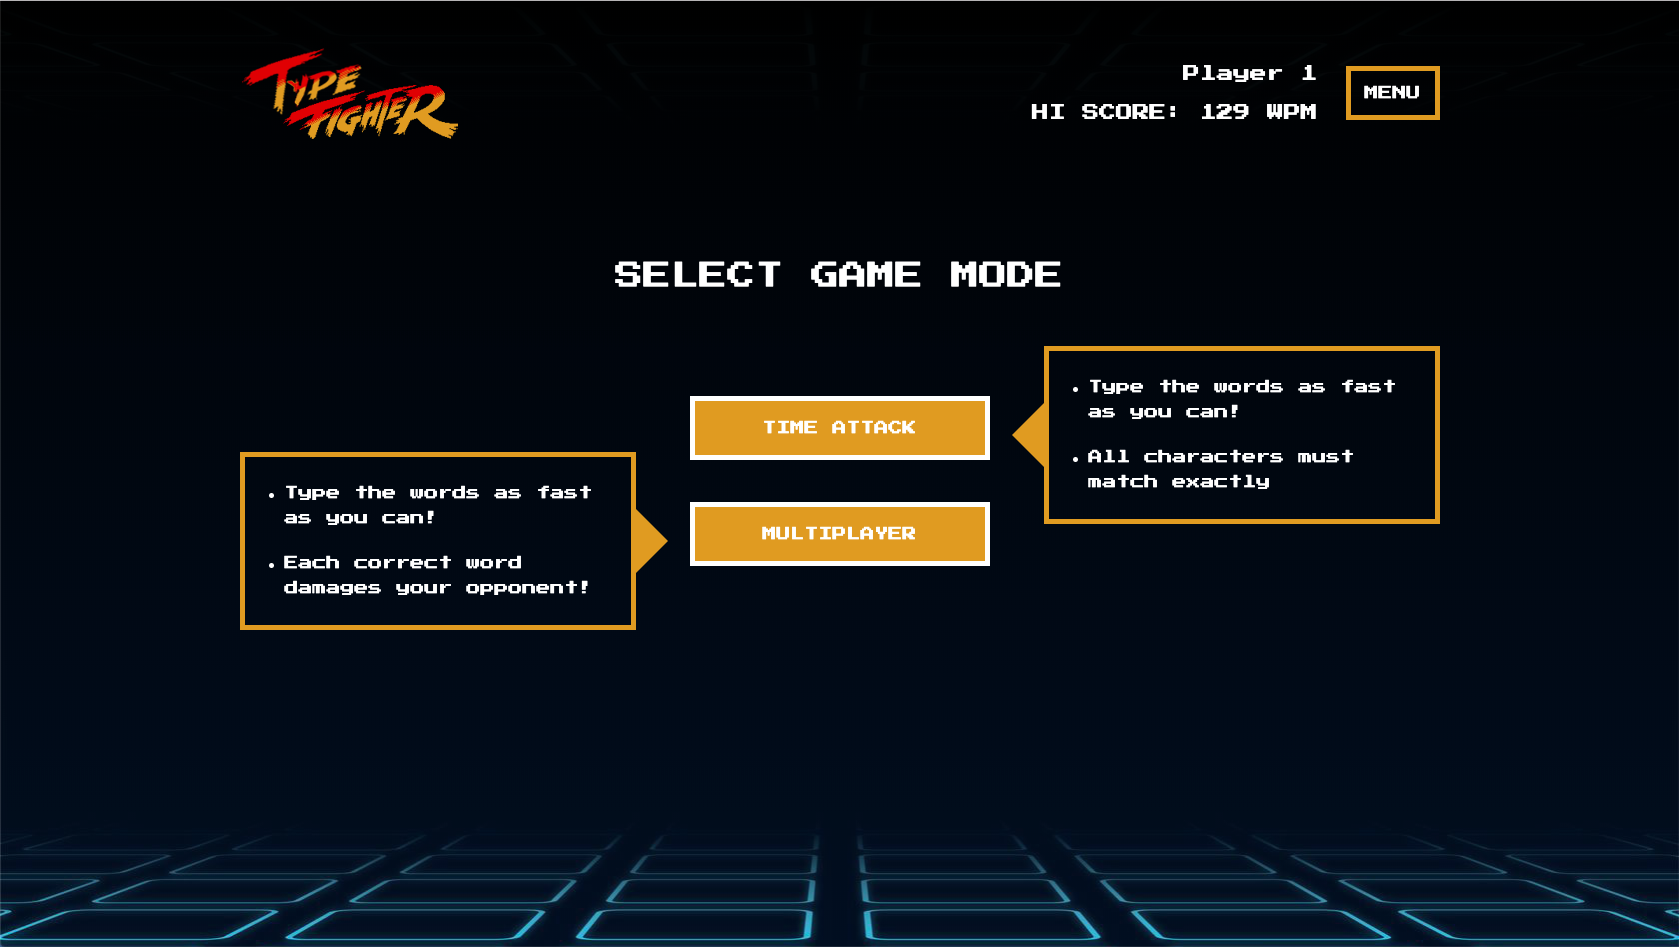 TYPE
FIGHTER
Player 1
HI SCORE: 129 WPM
MENU
SELECT GAME MODE
TIME ATTACK
• Type the words as fast
as you can!
• All characters must
match exactly
MULTIPLAYER
• Type the words as fast
as you can!
• Each correct word
damages your opponent!